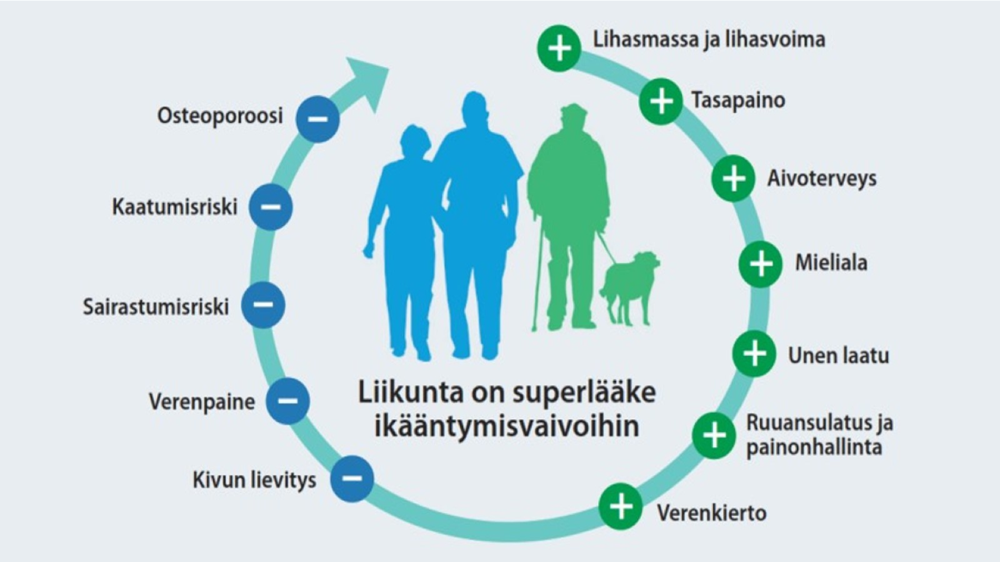 Lihasmassa ja lihasvoima
Tasapaino
Aivoterveys
Mieliala
Unen laatu
Ruuansulatus ja
painonhallinta
Verenkierto
Kivun lievitys
Verenpaine
Sairastumisriski
Kaatumisriski
Osteoporoosi
Liikunta on superlääke
ikääntymisvaivoihin